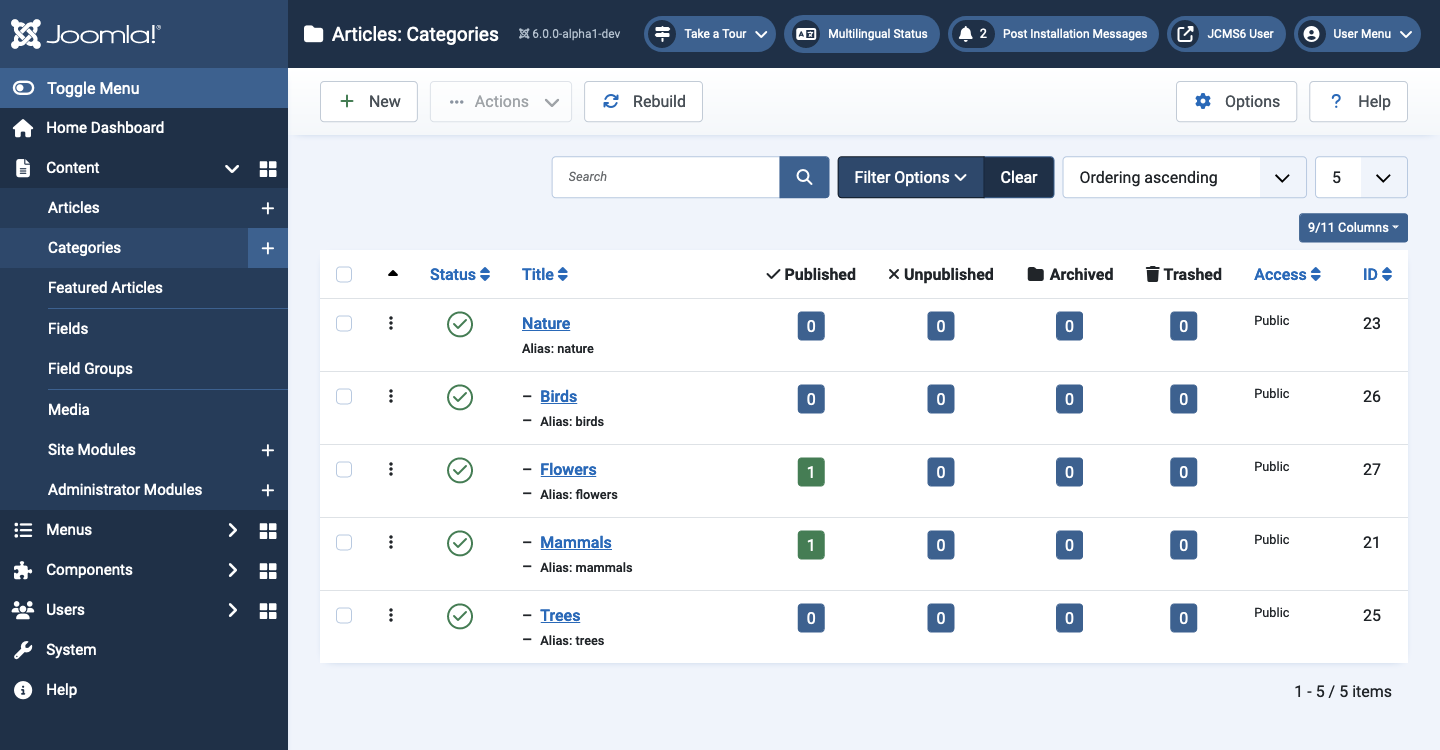 Joomla!®
Articles: Categories
6.0.0-alpha1-dev
Take a Tour
Multilingual Status
2 Post Installation Messages
JCMS6 User
User Menu
Toggle Menu
Home Dashboard
Content
Articles
Categories
Featured Articles
Fields
Field Groups
Media
Site Modules
Administrator Modules
Menus
Components
Users
System
Help
New
Actions
Rebuild
Options
? Help
Search
Filter Options
Clear
Ordering ascending
5
9/11 Columns
Status Title Published Unpublished Archived Trashed Access ID
Nature 0 0 0 0 Public 23
Alias: nature
– Birds 0 0 0 0 Public 26
– Alias: birds
– Flowers 1 0 0 0 Public 27
– Alias: flowers
– Mammals 1 0 0 0 Public 21
– Alias: mammals
– Trees 0 0 0 0 Public 25
– Alias: trees
1 - 5 / 5 items